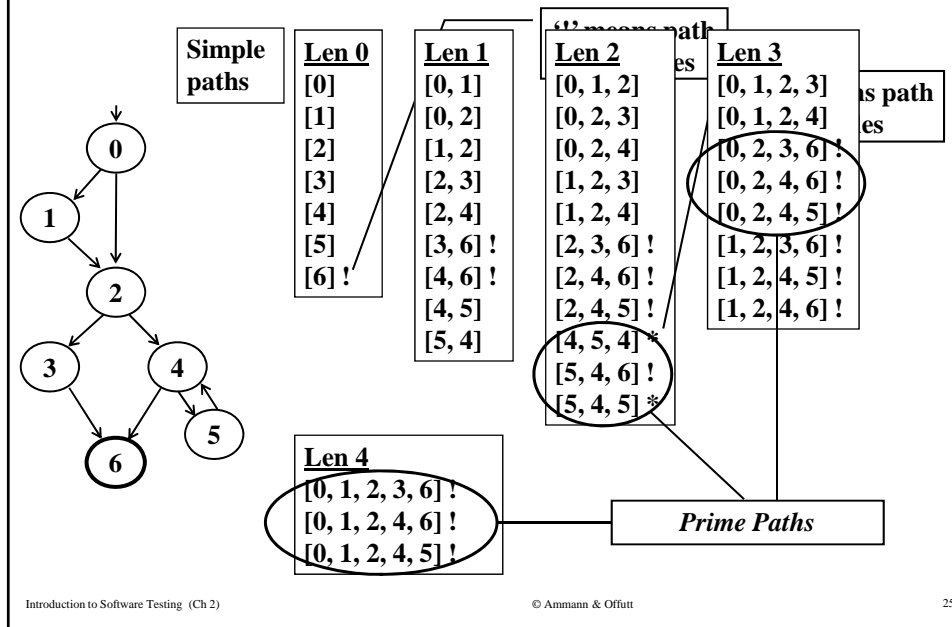 Simple
paths
‘!’ means path
es
*s path
es
Len 0
[0]
[1]
[2]
[3]
[4]
[5]
[6] !
Len 1
[0, 1]
[0, 2]
[1, 2]
[2, 3]
[2, 4]
[3, 6] !
[4, 6] !
[4, 5]
[5, 4]
Len 2
[0, 1, 2]
[0, 2, 3]
[0, 2, 4]
[1, 2, 3]
[1, 2, 4]
[2, 3, 6] !
[2, 4, 6] !
[2, 4, 5] !
[4, 5, 4] *
[5, 4, 6] !
[5, 4, 5] *
Len 3
[0, 1, 2, 3]
[0, 1, 2, 4]
[0, 2, 3, 6] !
[0, 2, 4, 6] !
[0, 2, 4, 5] !
[1, 2, 3, 6] !
[1, 2, 4, 5] !
[1, 2, 4, 6] !
0
1
2
3
4
5
6
Len 4
[0, 1, 2, 3, 6] !
[0, 1, 2, 4, 6] !
[0, 1, 2, 4, 5] !
Prime Paths
Introduction to Software Testing (Ch 2)
© Ammann & Offutt
25